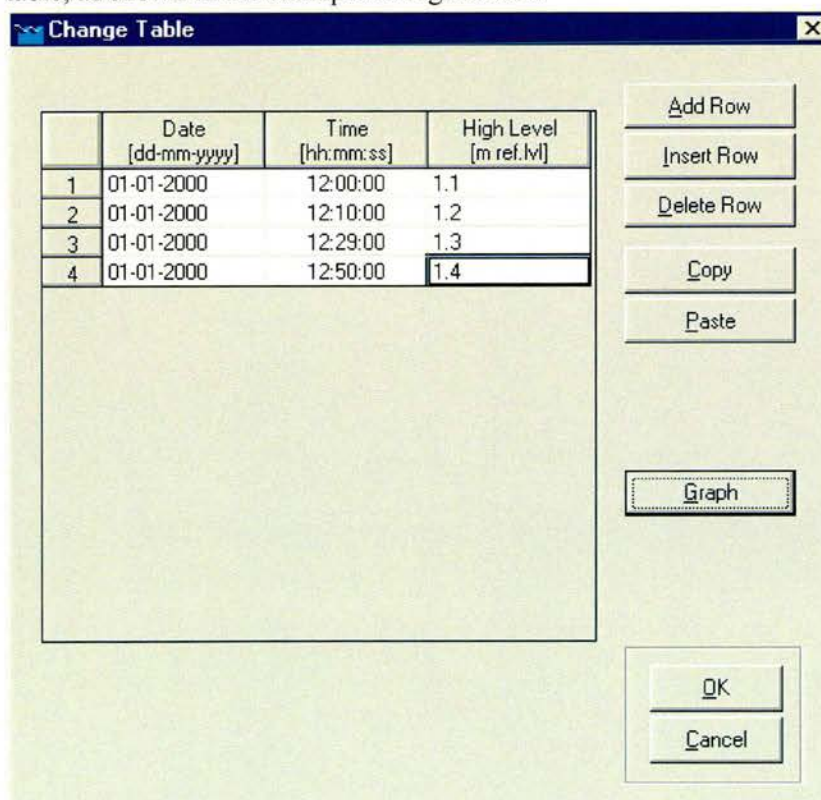 Change Table
Date Time High Level
[dd-mm-yyyy] [hh:mm:ss] [m ref.lvl]
1 01-01-2000 12:00:00 1.1
2 01-01-2000 12:10:00 1.2
3 01-01-2000 12:29:00 1.3
4 01-01-2000 12:50:00 1.4
Add Row
Insert Row
Delete Row
Copy
Paste
Graph
OK
Cancel